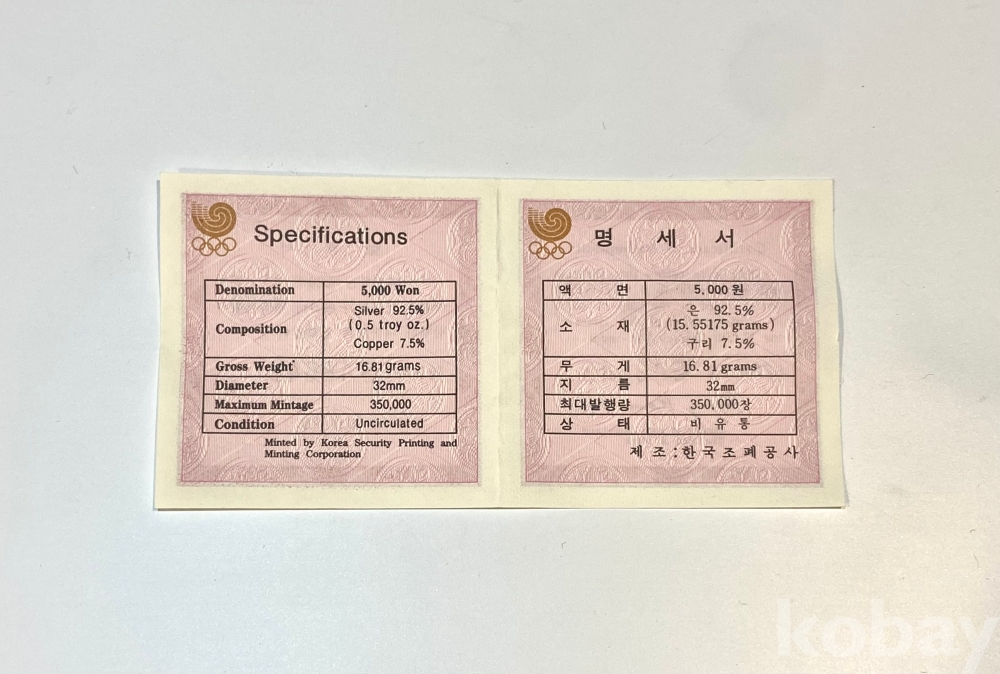 Specifications
Denomination 5,000 Won
Composition Silver 92.5%
(0.5 troy oz.)
Copper 7.5%
Gross Weight 16.81grams
Diameter 32mm
Maximum Mintage 350,000
Condition Uncirculated
Minted by Korea Security Printing and
Minting Corporation
명 세 서
액 면 5,000원
소 재 은 92.5%
(15.55175 grams)
구리 7.5%
무 게 16.81 grams
지 름 32mm
최대발행량 350,000장
상 태 비 유 통
제 조 : 한국조폐공사
kobay